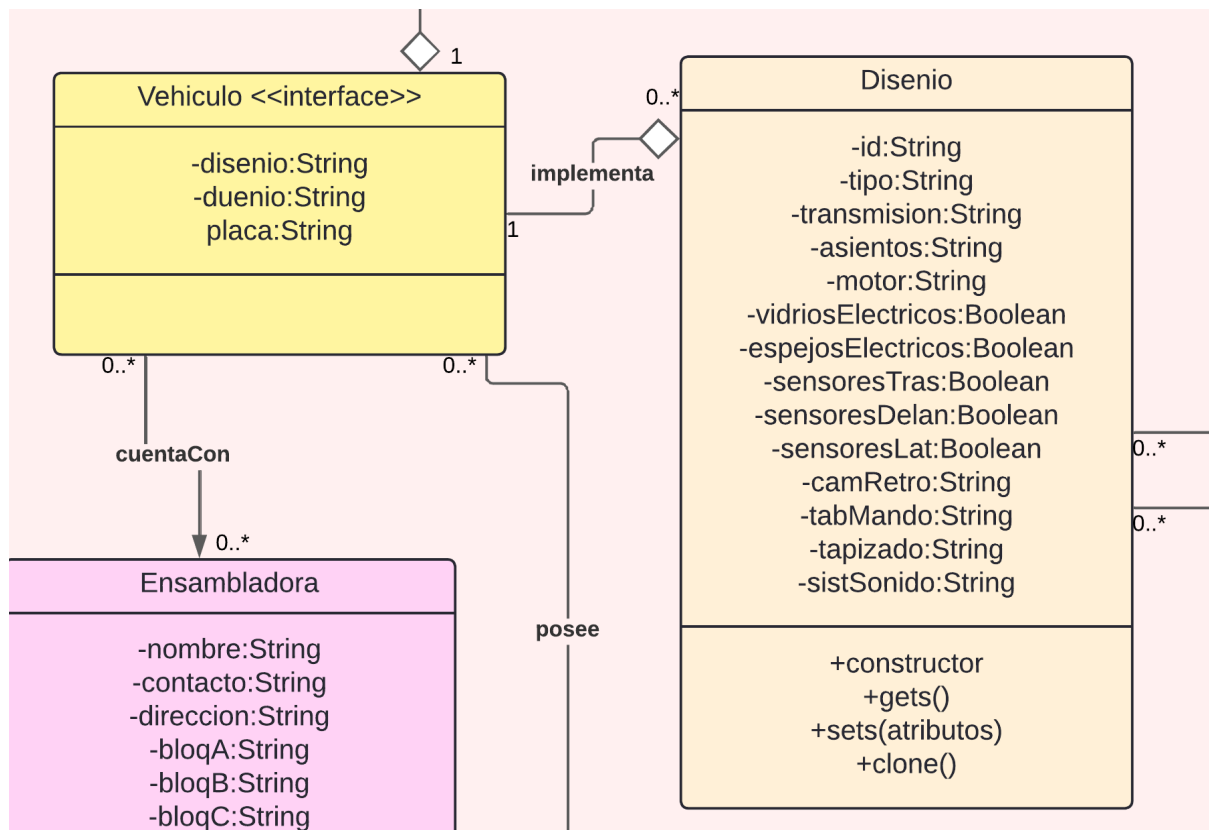 1
Vehiculo <<interface>>
-disenio:String
-duenio:String
placa:String
1
implementa
0..*
Disenio
-id:String
-tipo:String
-transmision:String
-asientos:String
-motor:String
-vidriosElectricos:Boolean
-espejosElectricos:Boolean
-sensoresTras:Boolean
-sensoresDelan:Boolean
-sensoresLat:Boolean
-camRetro:String
-tabMando:String
-tapizado:String
-sistSonido:String
+constructor
+gets()
+sets(atributos)
+clone()
0..*
0..*
0..*
0..*
cuentaCon
0..*
posee
Ensambladora
-nombre:String
-contacto:String
-direccion:String
-bloqA:String
-bloqB:String
-bloqC:String